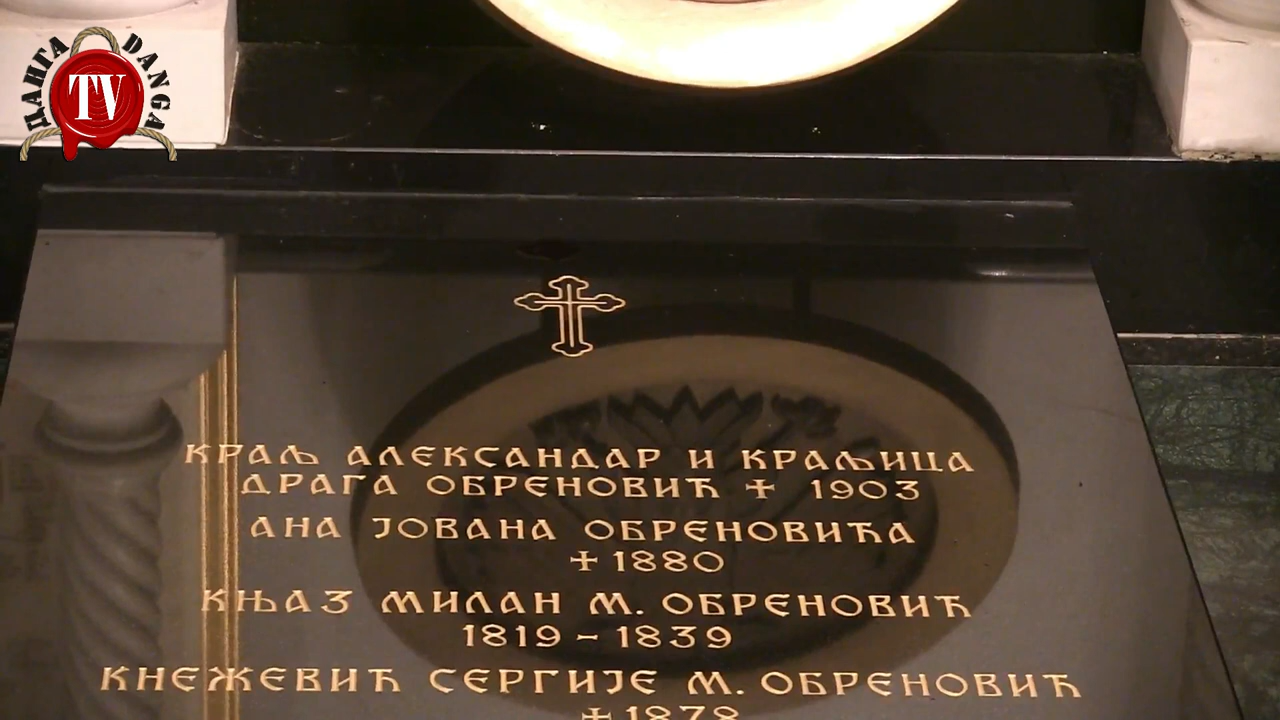 ДАНГА TV DANGA
КРАЉ АЛЕКСАНДАР И КРАЉИЦА
ДРАГА ОБРЕНОВИЋ ✝ 1903
АНА ЈОВАНА ОБРЕНОВИЋА
✝ 1880
КЊАЗ МИЛАН М. ОБРЕНОВИЋ
1819 – 1839
КНЕЖЕВИЋ СЕРГИЈЕ М. ОБРЕНОВИЋ
✝ 1878